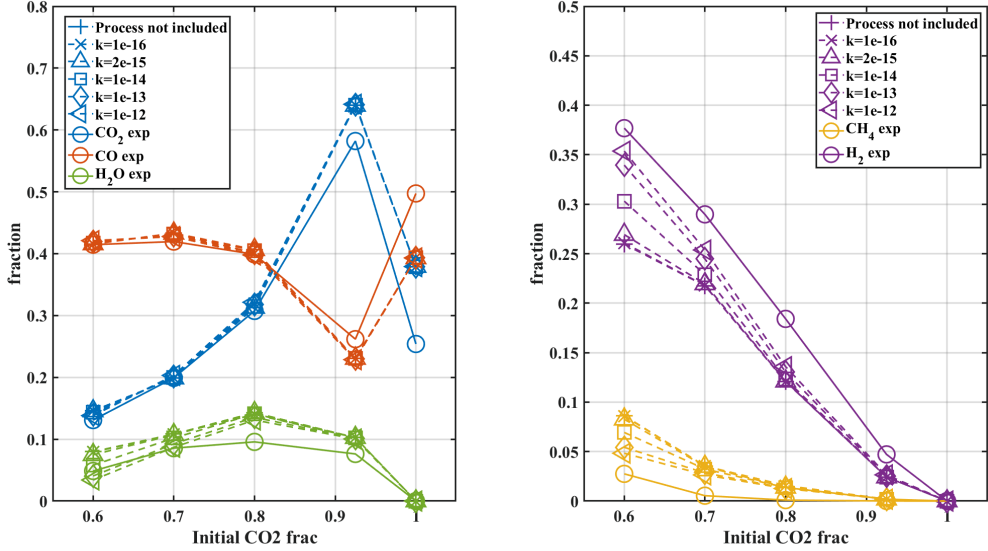 0.8
0.7
0.6
0.5
0.4
0.3
0.2
0.1
0
fraction
Process not included
k=1e-16
k=2e-15
k=1e-14
k=1e-13
k=1e-12
CO2 exp
CO exp
H2O exp
0.6 0.7 0.8 0.9 1
Initial CO2 frac
0.5
0.45
0.4
0.35
0.3
0.25
0.2
0.15
0.1
0.05
0
fraction
Process not included
k=1e-16
k=2e-15
k=1e-14
k=1e-13
k=1e-12
CH4 exp
H2 exp
0.6 0.7 0.8 0.9 1
Initial CO2 frac